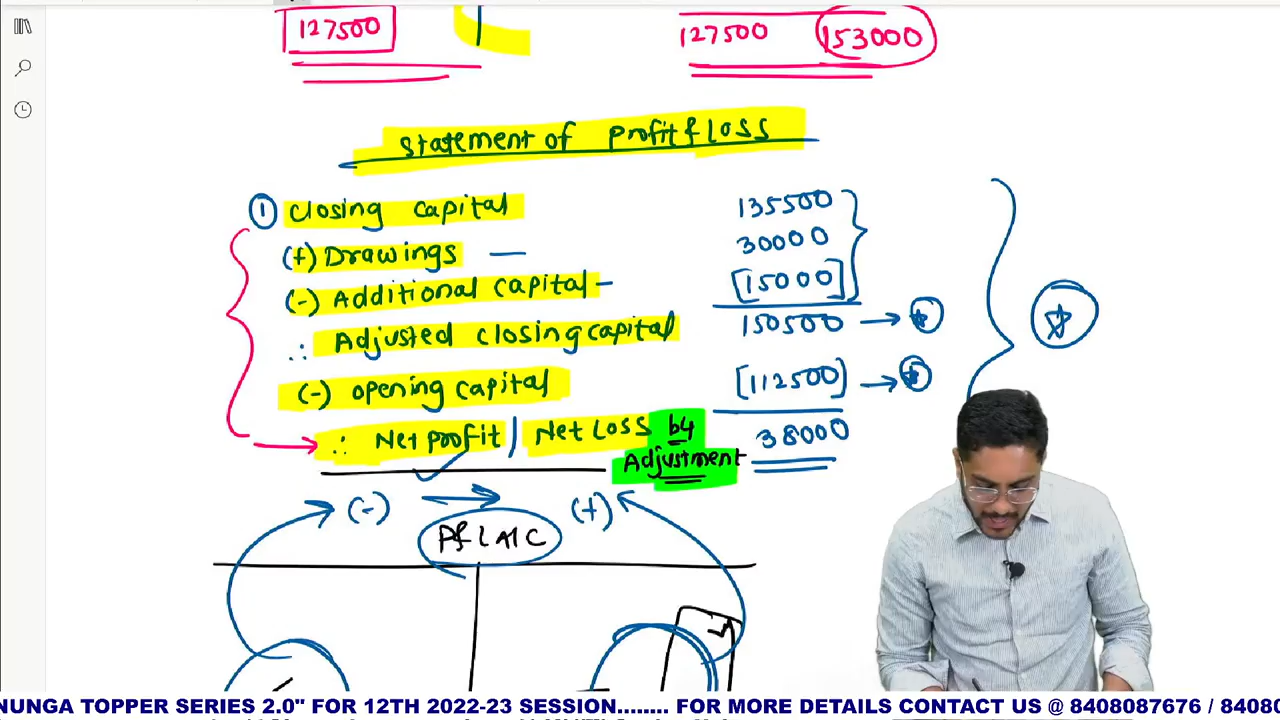 127500
127500 153000
Statement of Profit & Loss
① Closing capital 135500
(+) Drawings — 30000
(-) Additional capital - [15000]
∴ Adjusted closing capital 150500 →
(-) opening capital [112500] →
∴ Net profit / Net Loss b4 38000
Adjustment
(-) → (+)
P&L A/C
NUNGA TOPPER SERIES 2.0" FOR 12TH 2022-23 SESSION........ FOR MORE DETAILS CONTACT US @ 8408087676 / 8408